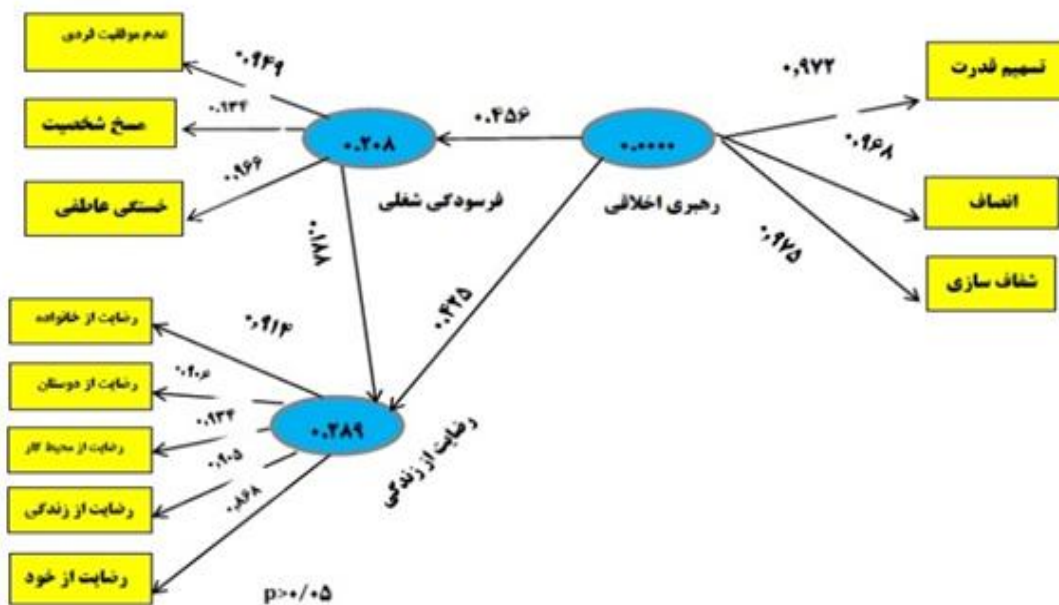 عدم موفقیت فردی
مسخ شخصیت
خستگی عاطفی
۰,۹۴۹
۰.۹۳۴
۰,۹۶۶
۰.۲۰۸
فرسودگی شغلی
۰.۴۵۶
۰.۰۰۰۰
رهبری اخلاقی
۰,۹۷۲
۰,۹۶۸
۰,۹۷۵
تسهیم قدرت
انصاف
شفاف سازی
۰.۱۸۸
۰.۴۲۵
رضایت از خانواده
رضایت از دوستان
رضایت از محیط کار
رضایت از زندگی
رضایت از خود
۰,۹۱۴
۰.۹۰۶
۰,۹۳۴
۰,۹۰۵
۰,۸۶۸
۰.۲۸۹
رضایت از زندگی
p>۰/۰۵